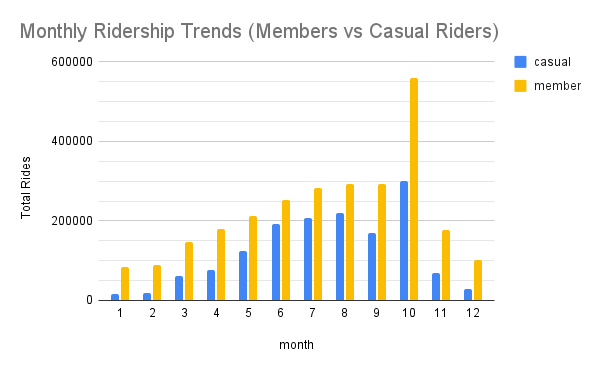 Monthly Ridership Trends (Members vs Casual Riders)
casual
member
600000
400000
200000
0
Total Rides
1 2 3 4 5 6 7 8 9 10 11 12
month